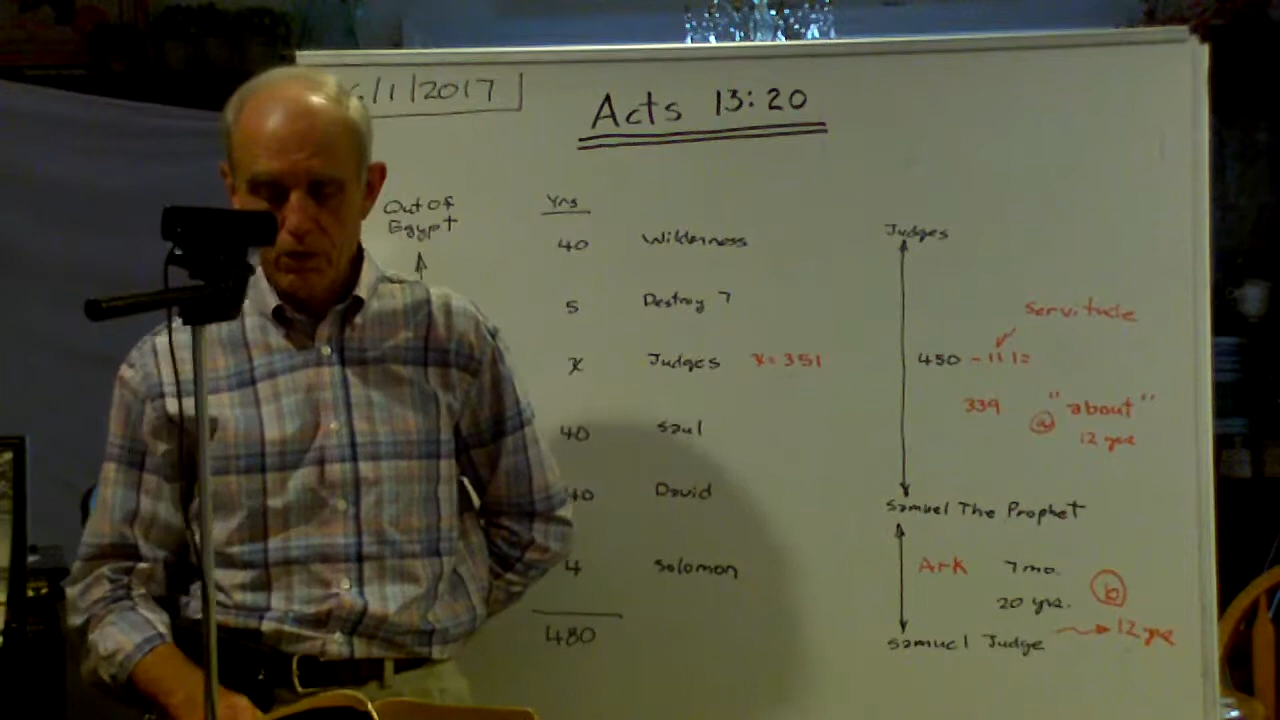 /1/2017
Acts 13:20
Out of
Egypt
Yrs
40 Wilderness
5 Destroy 7
x Judges x = 351
40 Saul
40 David
4 Solomon
480
Judges
Servitude
450 - 111 =
339 "about"
a 12 yrs
Samuel The Prophet
Ark 7 mo.
20 yrs. b
Samuel Judge → 12 yrs